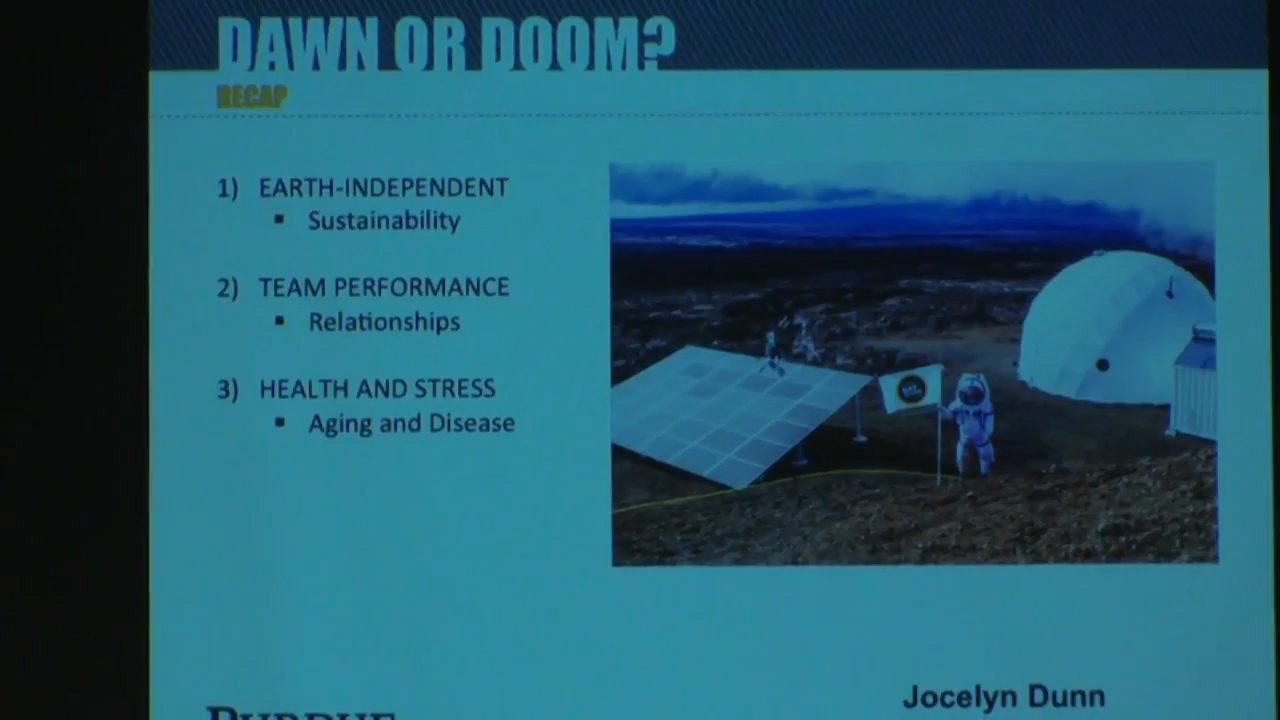 DAWN OR DOOM?
RECAP
1) EARTH-INDEPENDENT
▪ Sustainability
2) TEAM PERFORMANCE
▪ Relationships
3) HEALTH AND STRESS
▪ Aging and Disease
Jocelyn Dunn
PURDUE